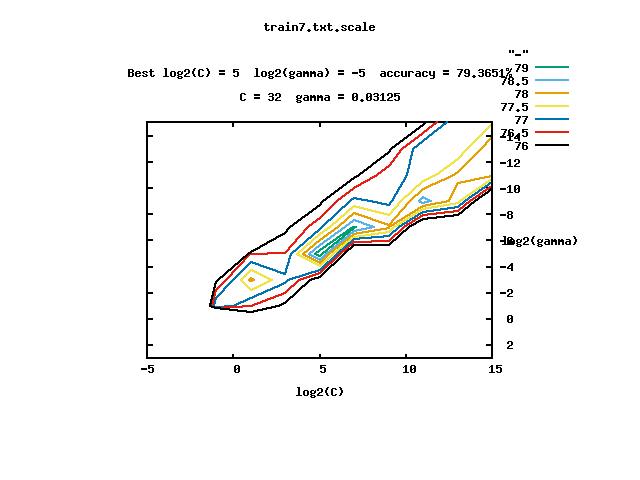 train7.txt.scale
"-"
79
Best log2(C) = 5  log2(gamma) = -5  accuracy = 79.3651%
78.5
78
C = 32  gamma = 0.03125
77.5
77
76.5
-14
76
-12
-10
-8
-6
log2(gamma)
-4
-2
0
2
-5 0 5 10 15
log2(C)